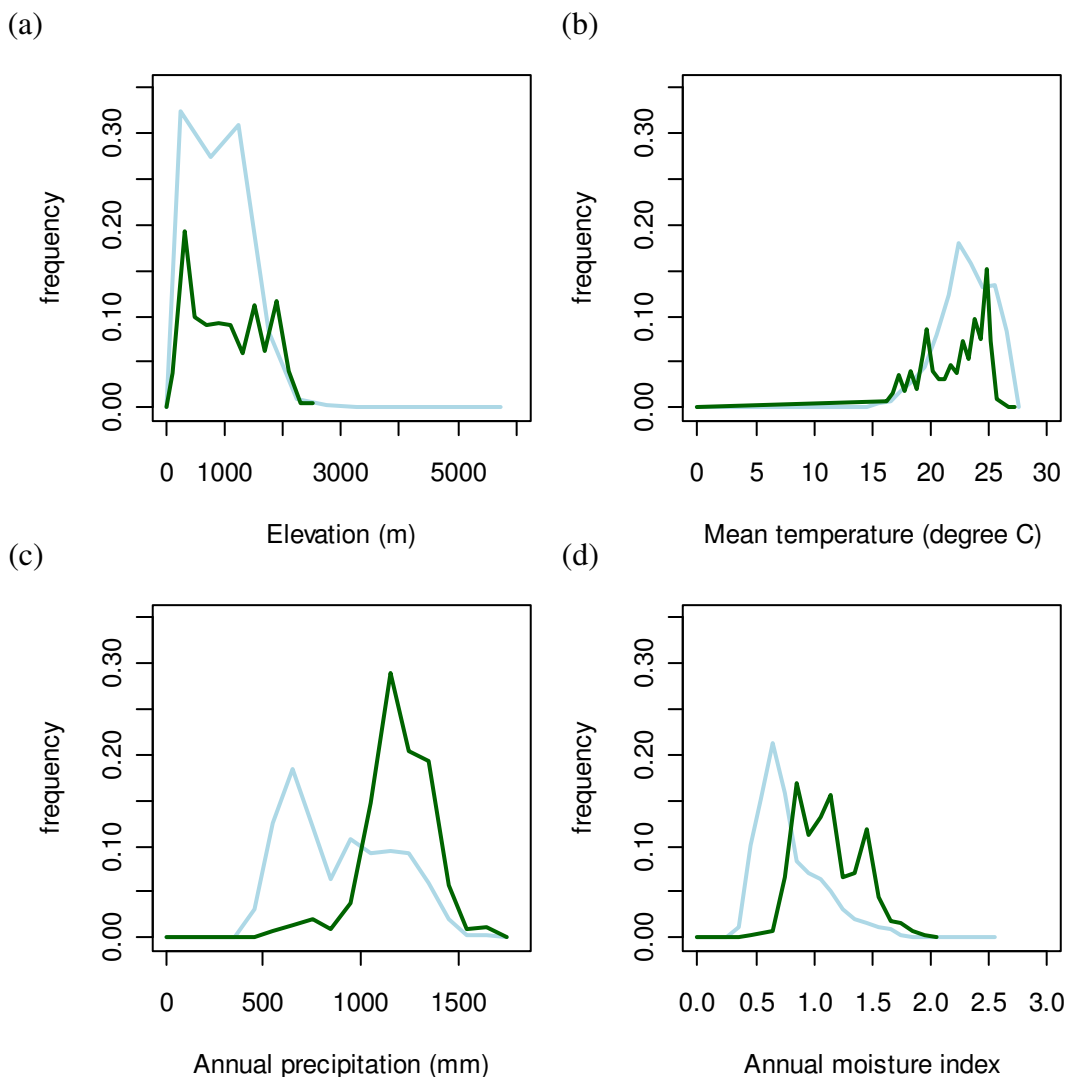 (a)
frequency
0.00 0.10 0.20 0.30
0 1000 3000 5000
Elevation (m)
(b)
frequency
0.00 0.10 0.20 0.30
0 5 10 15 20 25 30
Mean temperature (degree C)
(c)
frequency
0.00 0.10 0.20 0.30
0 500 1000 1500
Annual precipitation (mm)
(d)
frequency
0.00 0.10 0.20 0.30
0.0 0.5 1.0 1.5 2.0 2.5 3.0
Annual moisture index